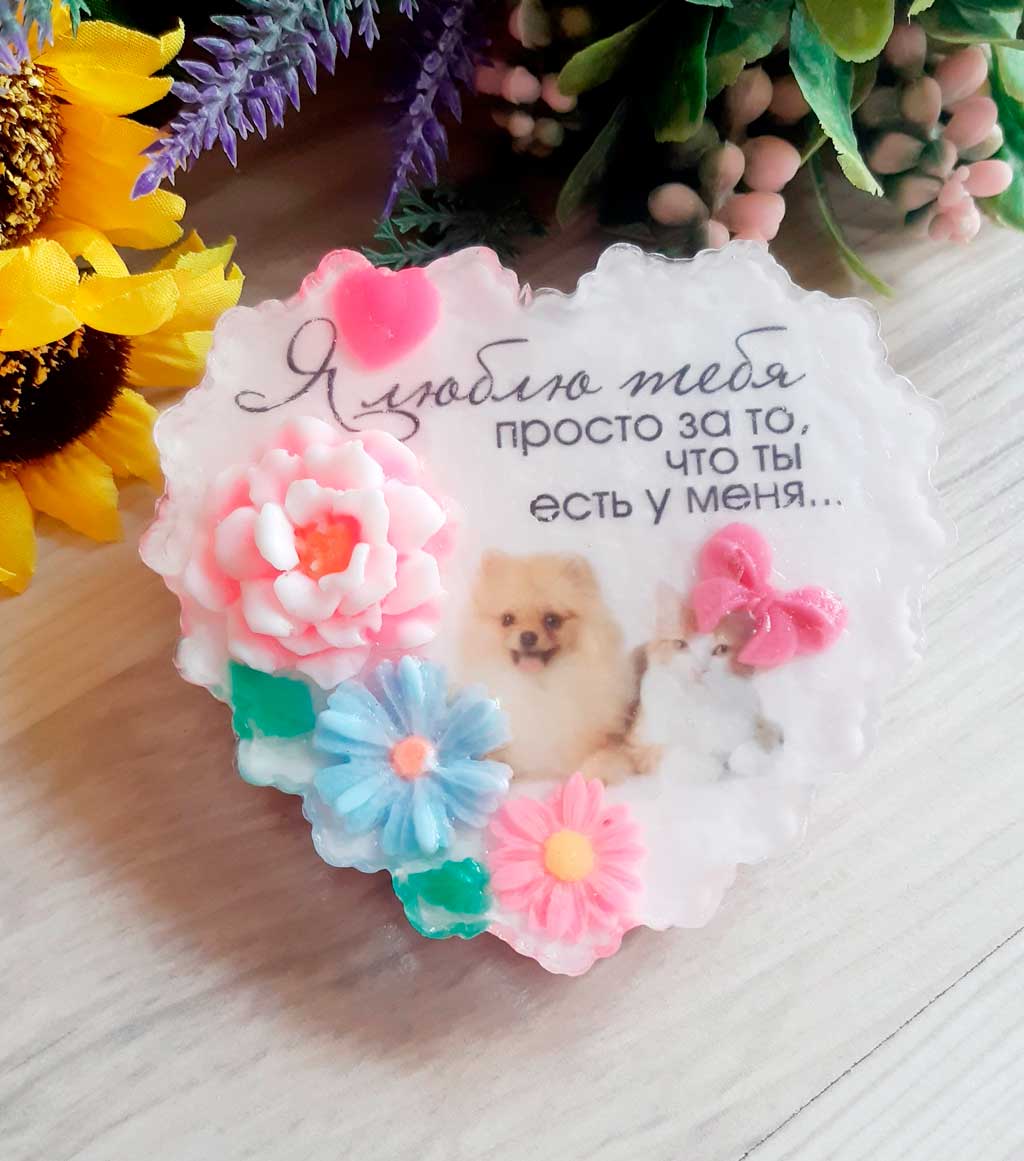 Я люблю тебя
просто за то,
что ты
есть у меня...